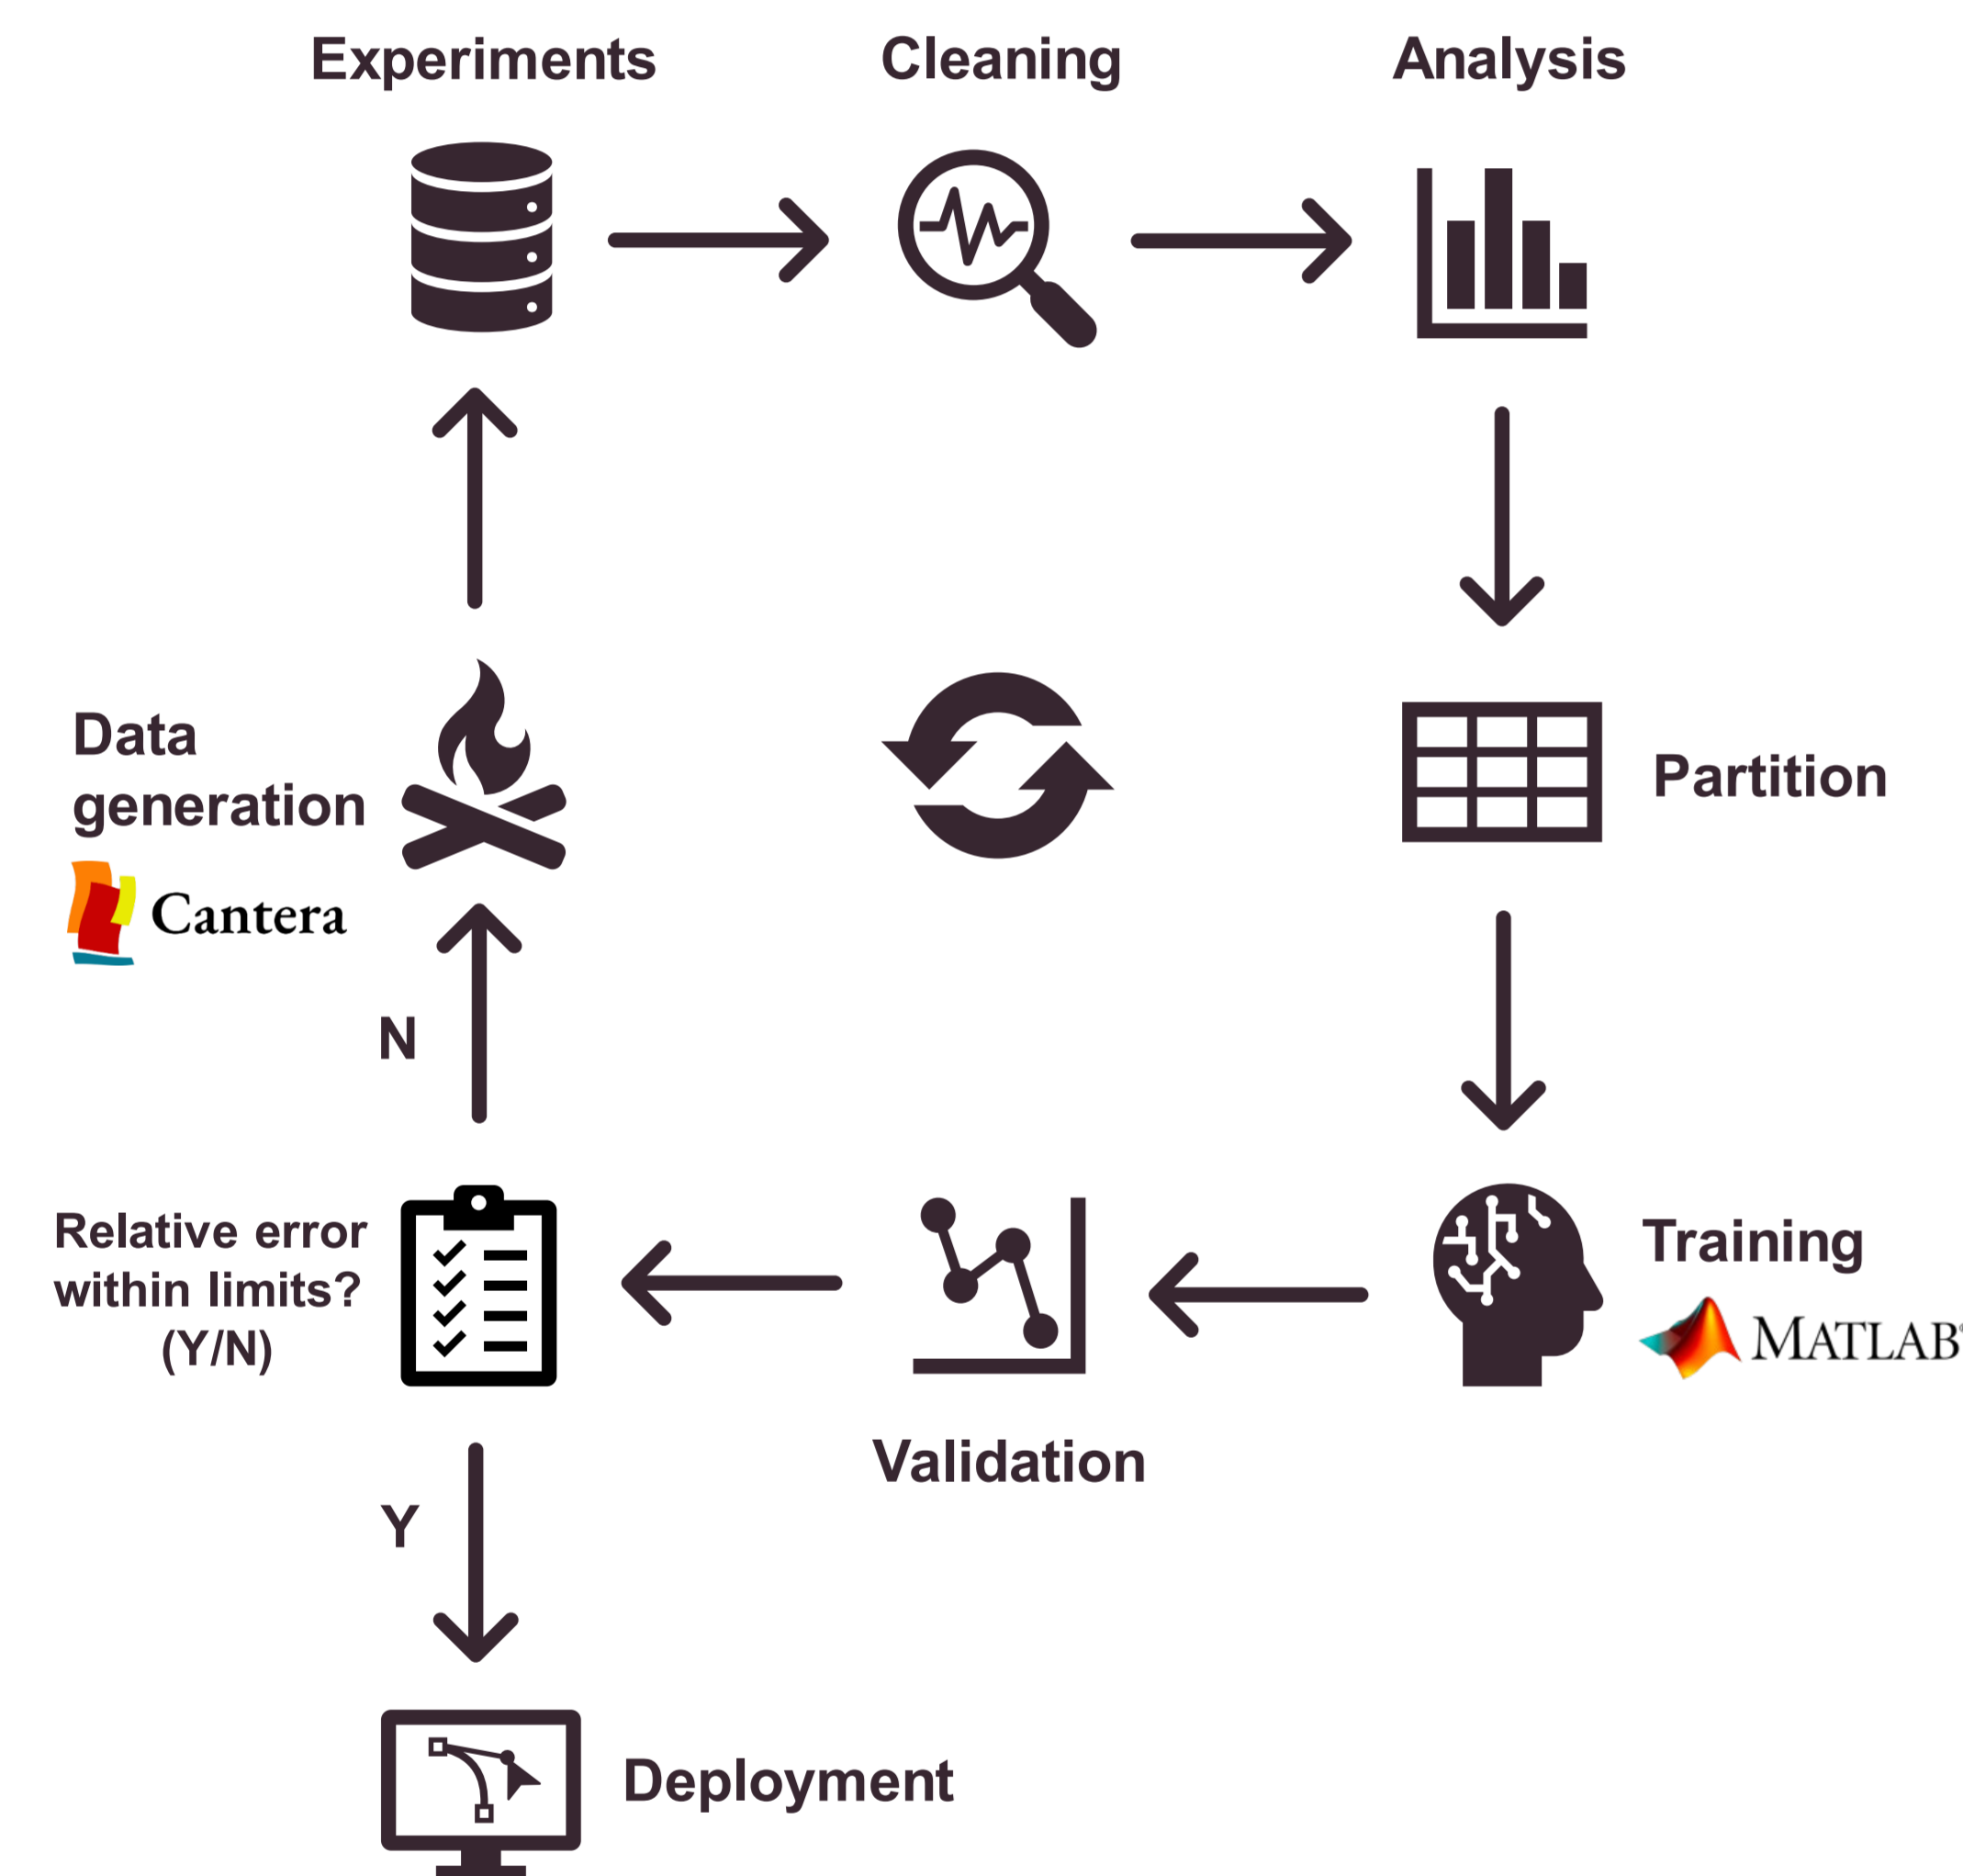 Experiments
Cleaning
Analysis
Data
generation
Cantera
Partition
N
Relative error
within limits?
(Y/N)
Training
MATLAB®
Validation
Y
Deployment